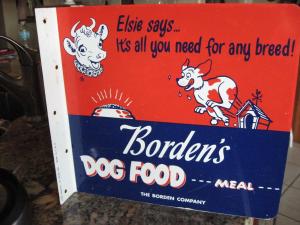 Elsie says...
It's all you need for any breed!
Borden's
DOG FOOD --- MEAL ---
THE BORDEN COMPANY